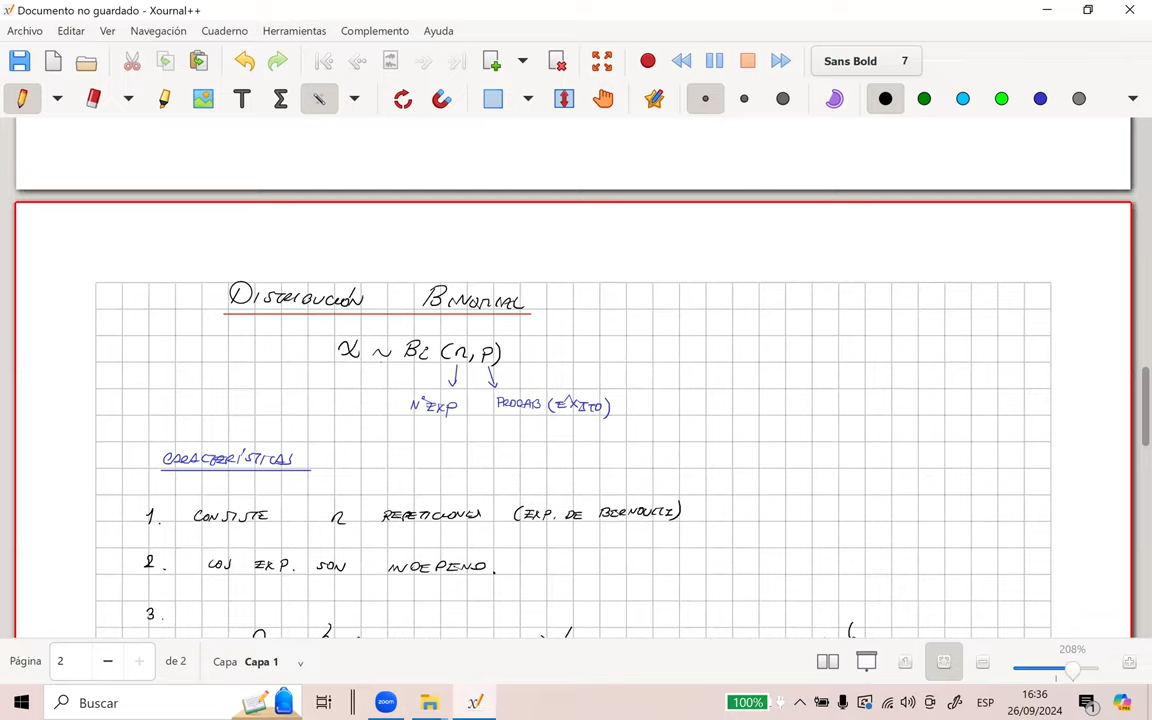 Documento no guardado - Xournal++
Archivo Editar Ver Navegación Cuaderno Herramientas Complemento Ayuda
Sans Bold 7
DISTRIBUCIÓN BINOMIAL
X ~ Bi (n, p)
N° EXP PROBAB (ÉXITO)
CARACTERÍSTICAS
1. CONSISTE n REPETICIONES (EXP. DE BERNOULLI)
2. LOS EXP. SON INDEPEND.
3.
Página 2 de 2 Capa Capa 1 208%
Buscar zoom 100% ESP 16:36
26/09/2024 1